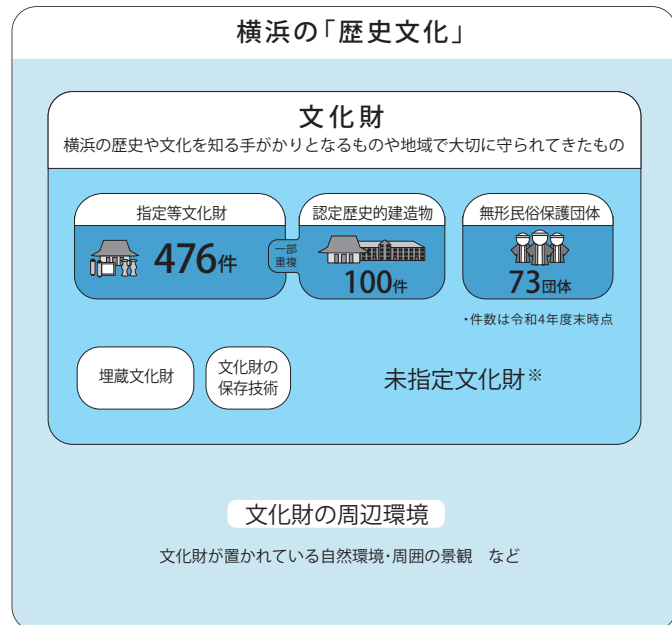 横浜の「歴史文化」
文化財
横浜の歴史や文化を知る手がかりとなるものや地域で大切に守られてきたもの
指定等文化財
476件
一部
重複
認定歴史的建造物
100件
無形民俗保護団体
73団体
・件数は令和4年度末時点
埋蔵文化財
文化財の
保存技術
未指定文化財※
文化財の周辺環境
文化財が置かれている自然環境・周囲の景観　など